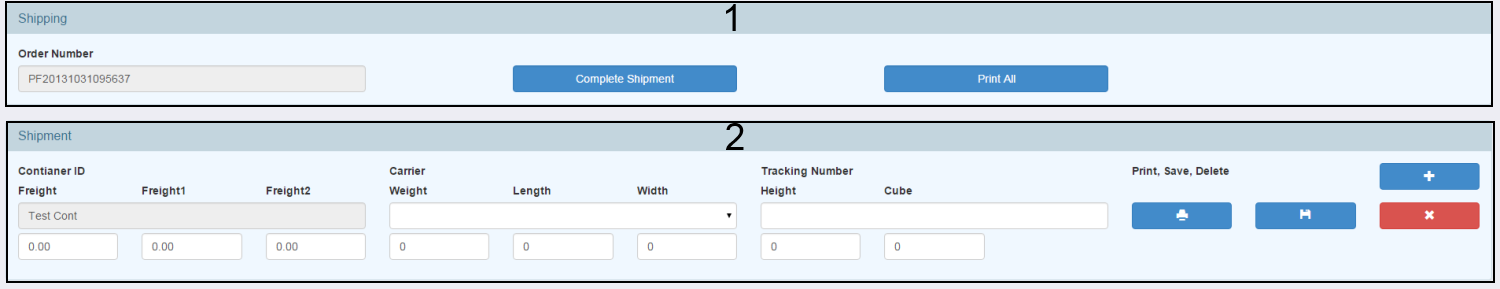 Shipping 1
Order Number
PF20131031095637 Complete Shipment Print All
Shipment 2
Contianer ID Carrier Tracking Number Print, Save, Delete
Freight Freight1 Freight2 Weight Length Width Height Cube
Test Cont
0.00 0.00 0.00 0 0 0 0 0